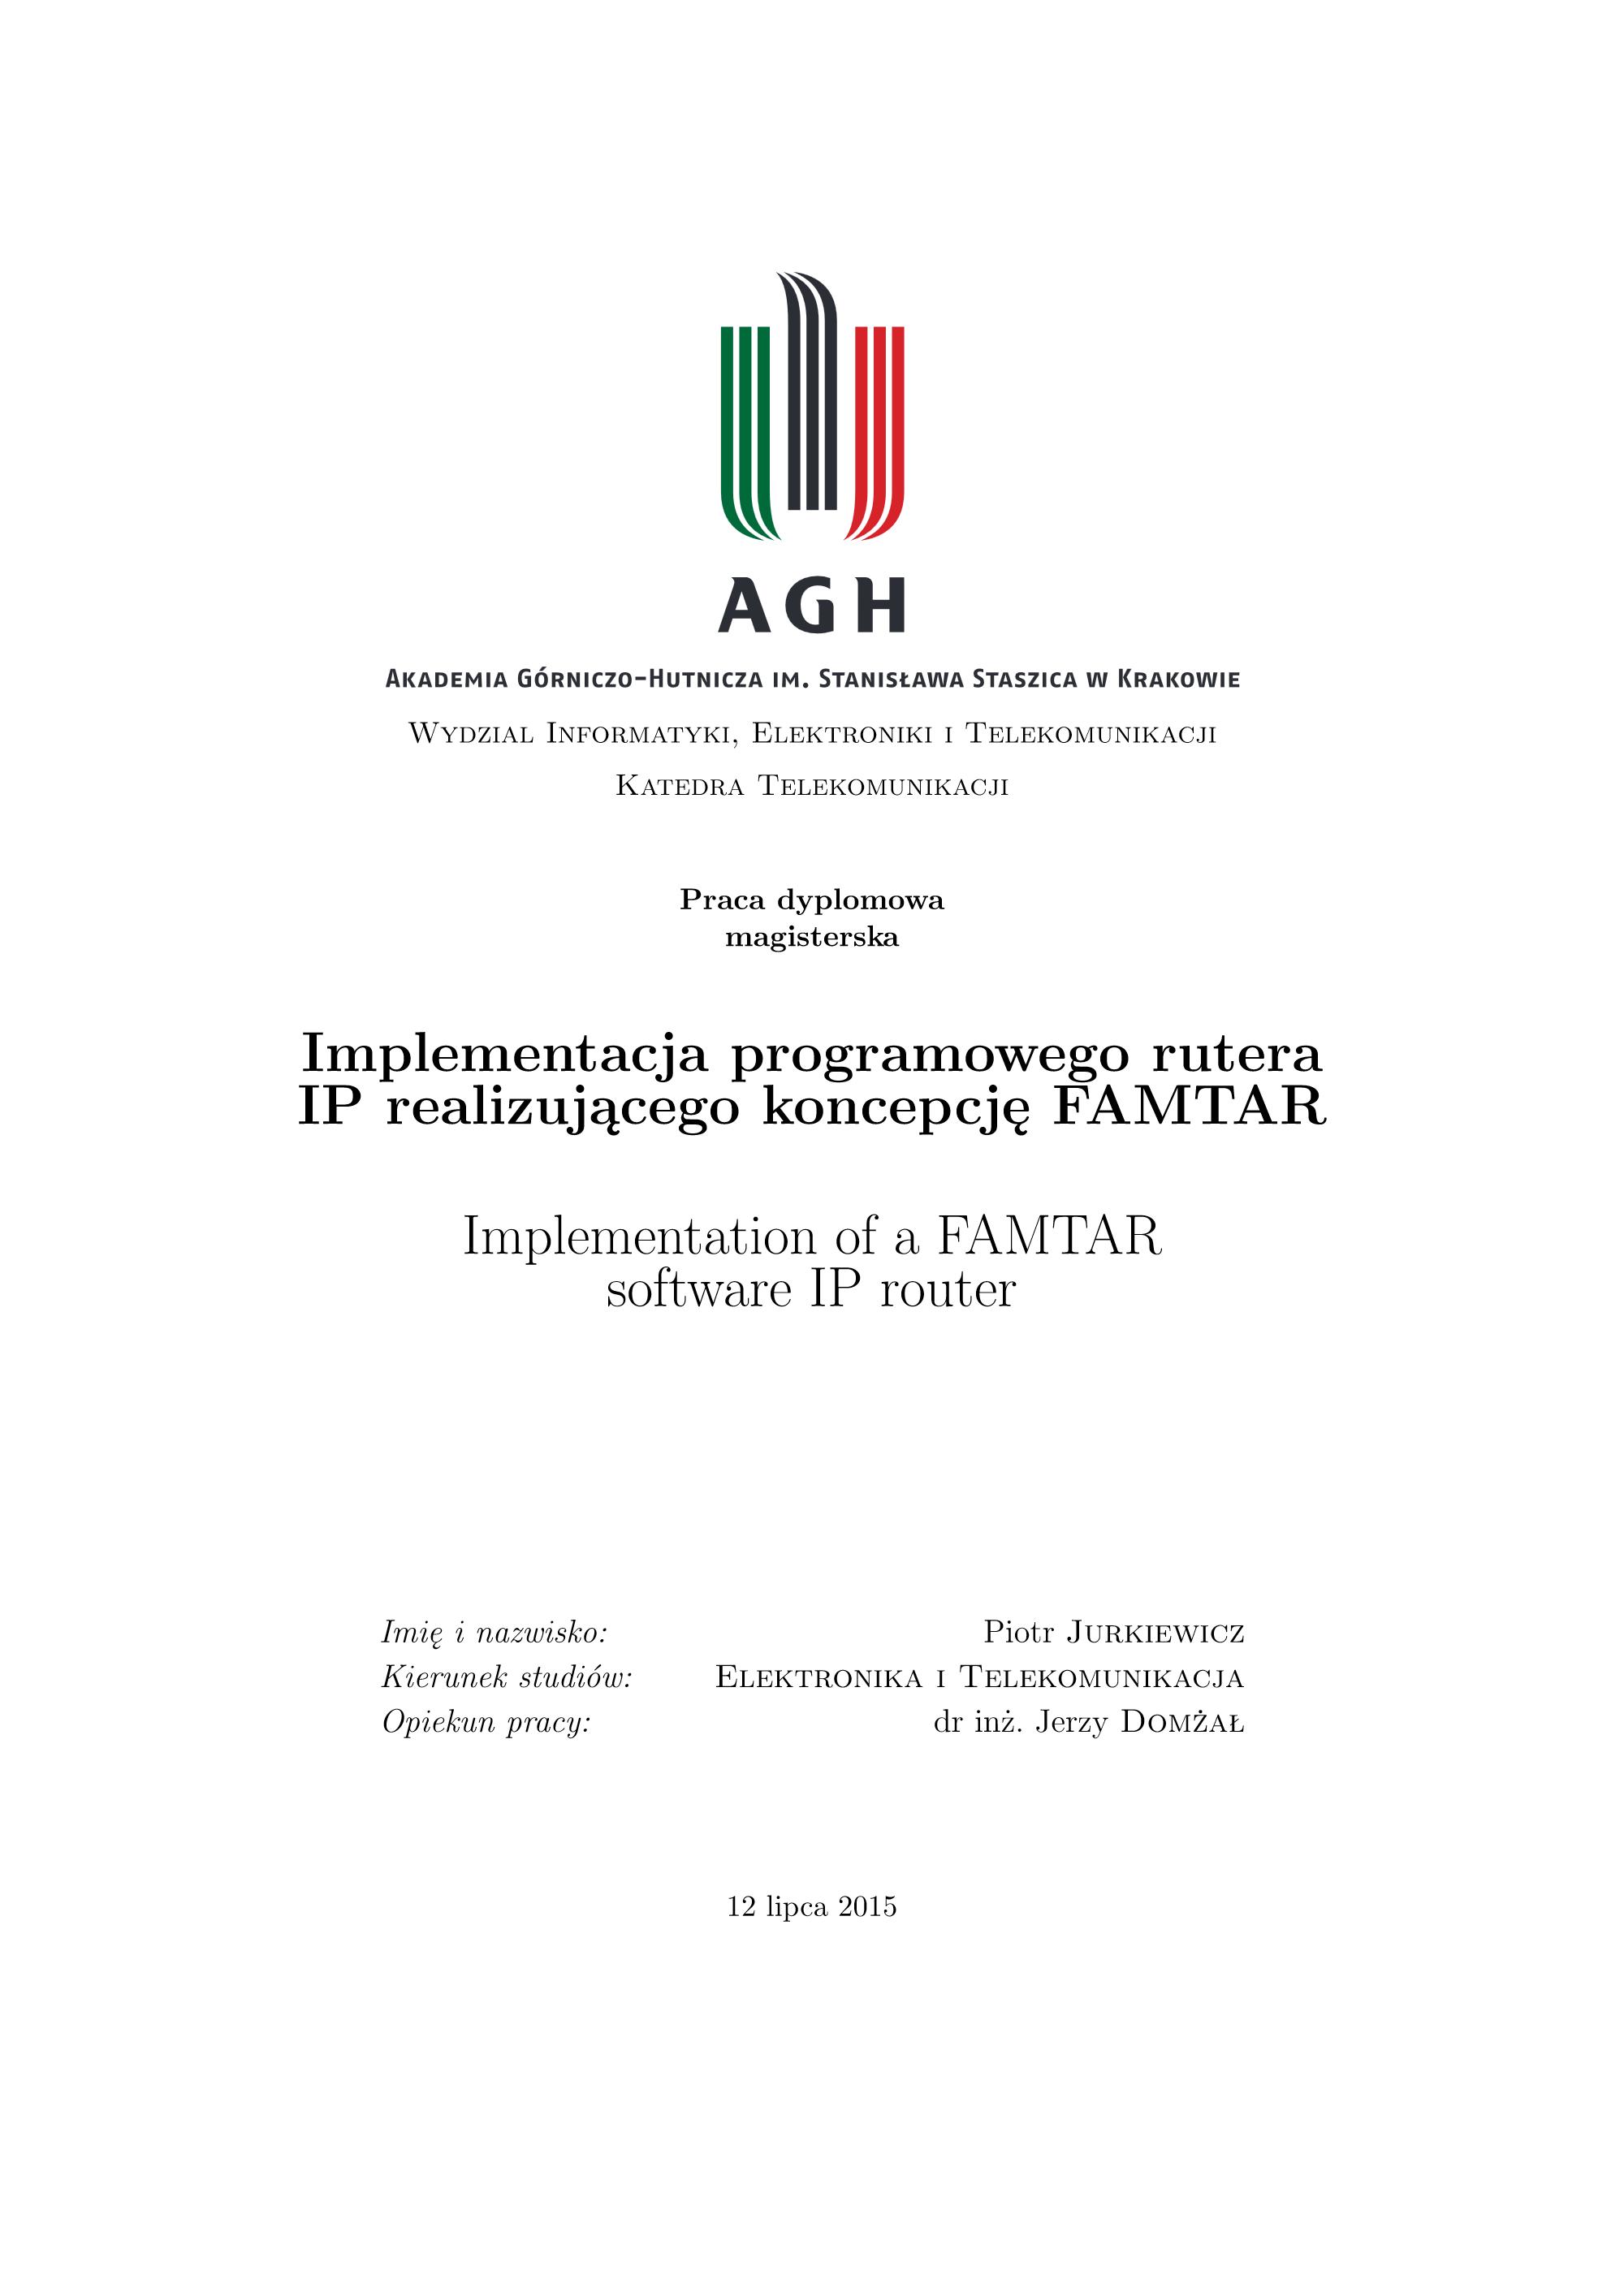 AGH
Akademia Górniczo-Hutnicza im. Stanisława Staszica w Krakowie
Wydzial Informatyki, Elektroniki i Telekomunikacji
Katedra Telekomunikacji
Praca dyplomowa
magisterska
Implementacja programowego rutera
IP realizującego koncepcję FAMTAR
Implementation of a FAMTAR
software IP router
Imię i nazwisko: Piotr Jurkiewicz
Kierunek studiów: Elektronika i Telekomunikacja
Opiekun pracy: dr inż. Jerzy Domżał
12 lipca 2015